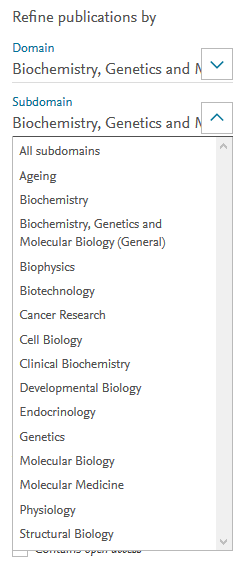 Refine publications by
Domain
Biochemistry, Genetics and M
Subdomain
Biochemistry, Genetics and M
All subdomains
Ageing
Biochemistry
Biochemistry, Genetics and
Molecular Biology (General)
Biophysics
Biotechnology
Cancer Research
Cell Biology
Clinical Biochemistry
Developmental Biology
Endocrinology
Genetics
Molecular Biology
Molecular Medicine
Physiology
Structural Biology
Contains open access